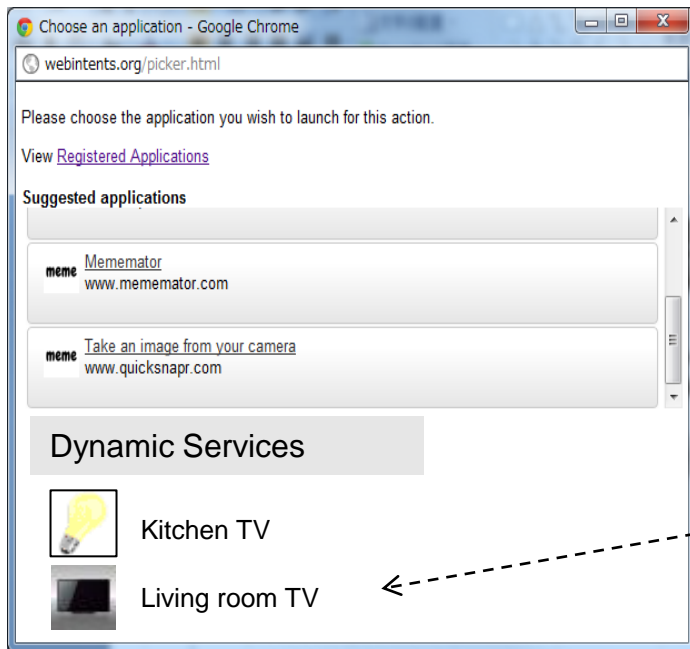 Choose an application - Google Chrome
webintents.org/picker.html
Please choose the application you wish to launch for this action.
View Registered Applications
Suggested applications
meme Mememator
www.mememator.com
meme Take an image from your camera
www.quicksnapr.com
Dynamic Services
Kitchen TV
Living room TV